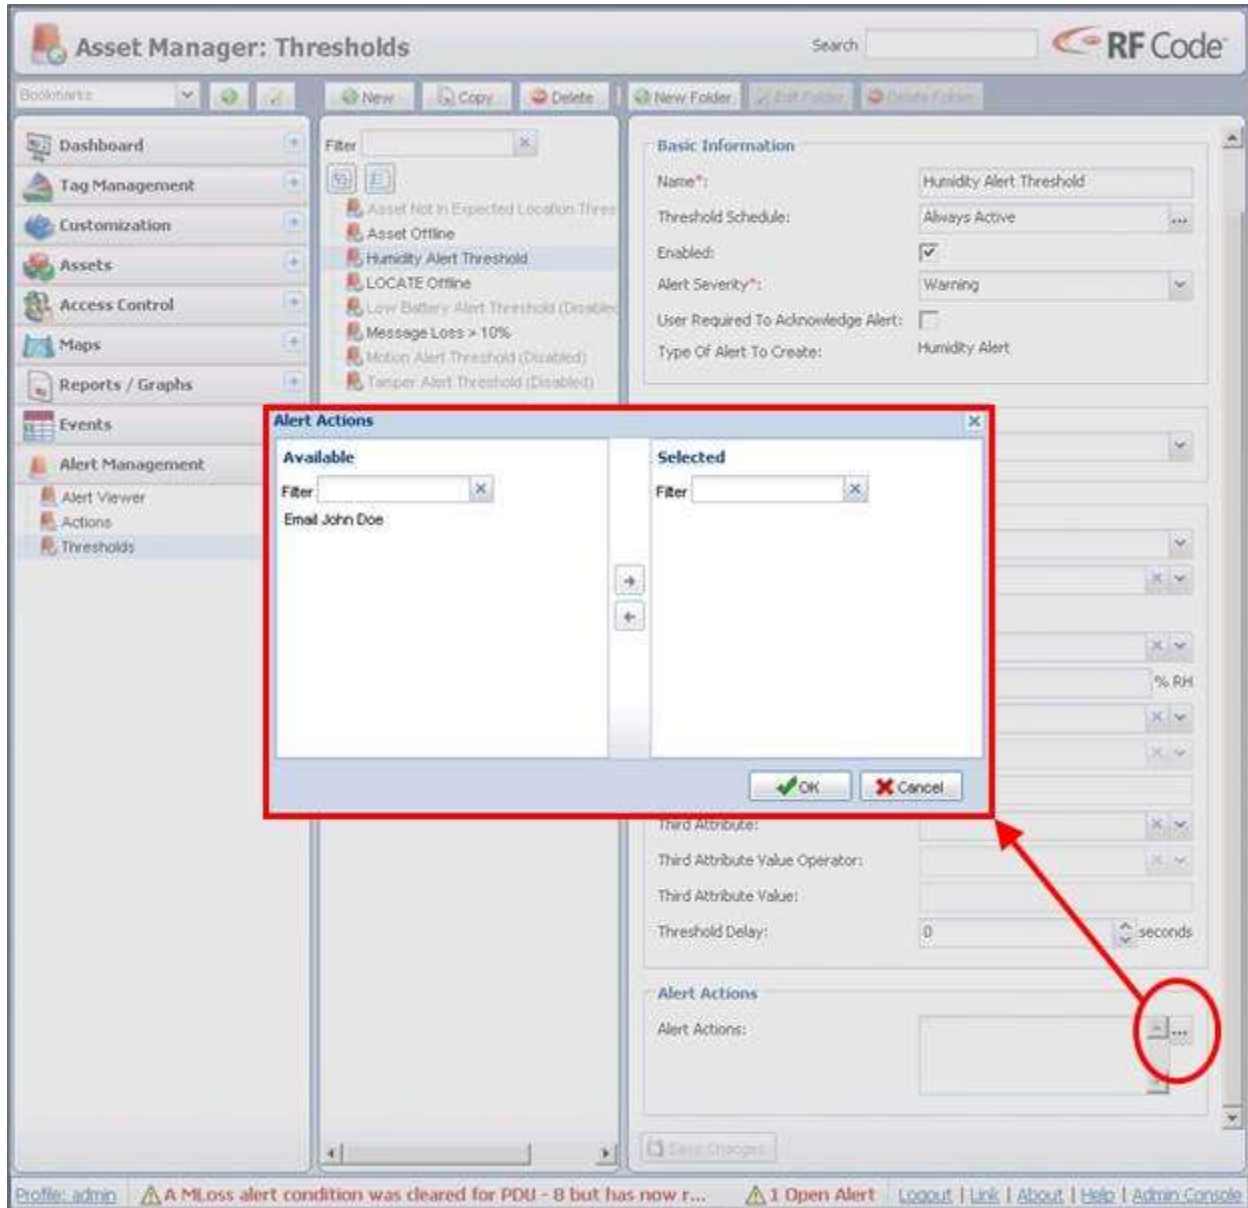 Asset Manager: Thresholds
Search
RF Code
Bookmarks
New
Copy
Delete
New Folder
Edit Folder
Delete Folder
Dashboard
Tag Management
Customization
Assets
Access Control
Maps
Reports / Graphs
Events
Alert Management
Alert Viewer
Actions
Thresholds
Filter
Asset Not In Expected Location Thres
Asset Offline
Humidity Alert Threshold
LOCATE Offline
Low Battery Alert Threshold (Disabled
Message Loss > 10%
Motion Alert Threshold (Disabled)
Tamper Alert Threshold (Disabled)
Basic Information
Name*:
Humidity Alert Threshold
Threshold Schedule:
Always Active
...
Enabled:
Alert Severity*:
Warning
User Required To Acknowledge Alert:
Type Of Alert To Create:
Humidity Alert
Alert Actions
Available
Filter
Email John Doe
Selected
Filter
OK
Cancel
% RH
Third Attribute:
Third Attribute Value Operator:
Third Attribute Value:
Threshold Delay:
0
seconds
Alert Actions
Alert Actions:
...
Save Changes
Profile: admin
A MLoss alert condition was cleared for PDU - 8 but has now r...
1 Open Alert
Logout | Link | About | Help | Admin Console